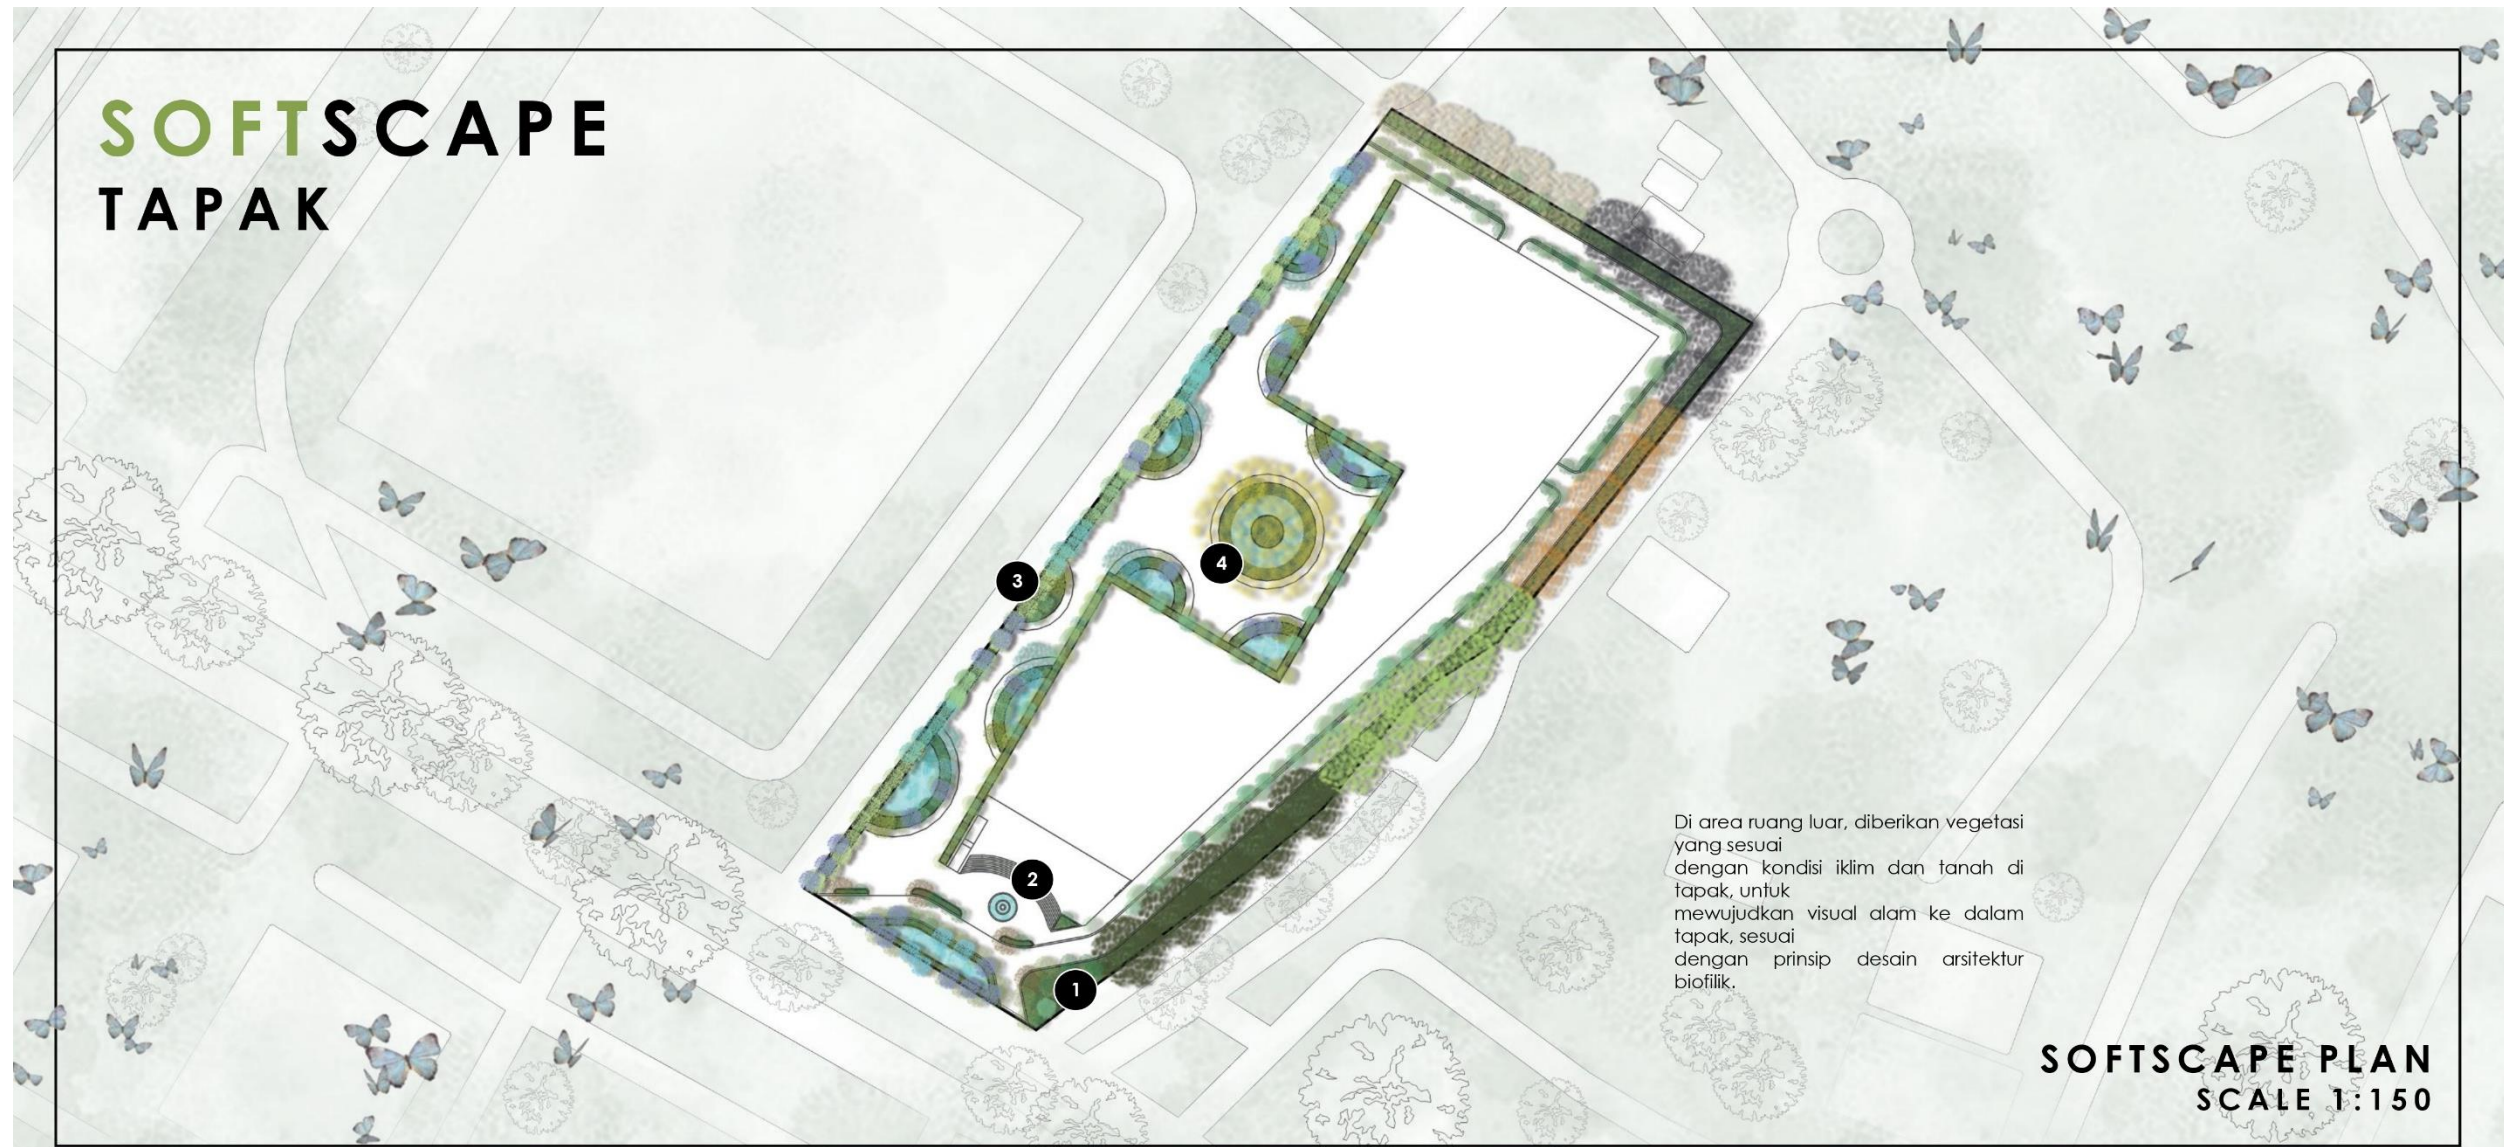 SOFTSCAPE
TAPAK
3
4
2
1
Di area ruang luar, diberikan vegetasi
yang sesuai
dengan kondisi iklim dan tanah di
tapak, untuk
mewujudkan visual alam ke dalam
tapak, sesuai
dengan prinsip desain arsitektur
biofilik.
SOFTSCAPE PLAN
SCALE 1:150